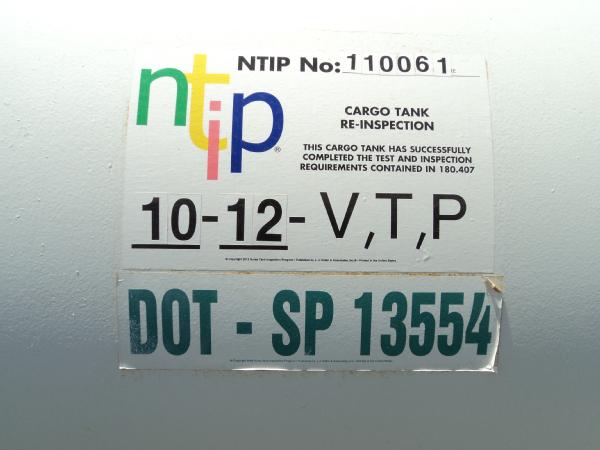 ntip®
NTIP No: 110061
CARGO TANK
RE-INSPECTION
THIS CARGO TANK HAS SUCCESSFULLY
COMPLETED THE TEST AND INSPECTION
REQUIREMENTS CONTAINED IN 180.407
10-12-V,T,P
DOT - SP 13554